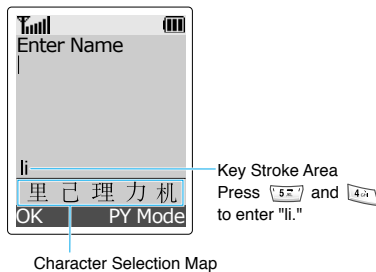 Enter Name
li
里 己 理 力 机
OK PY Mode
Key Stroke Area
Press 5 and 4 
to enter "li."
Character Selection Map